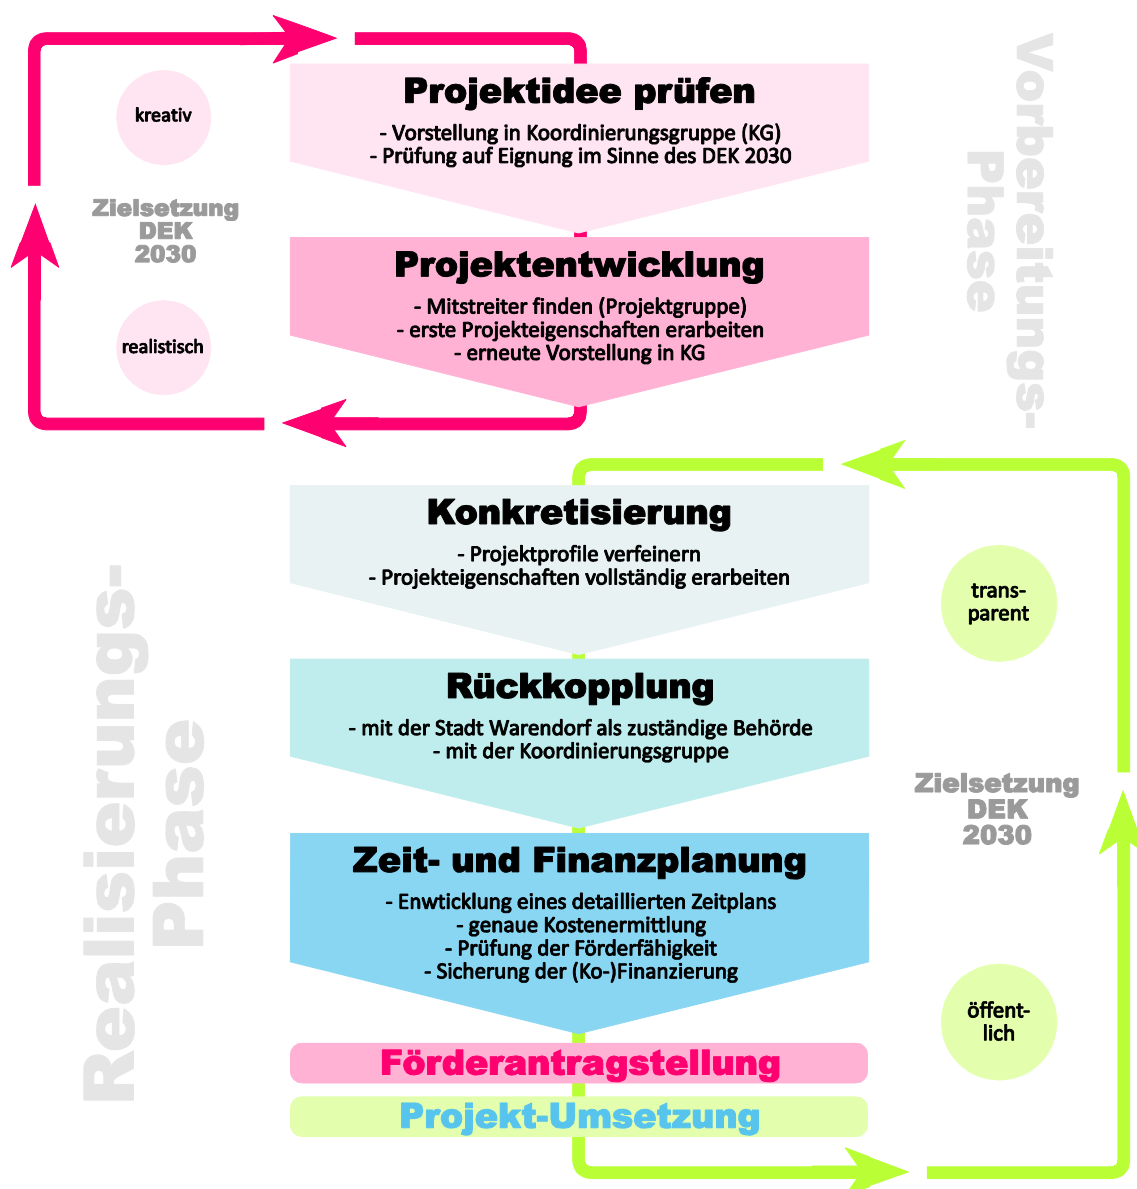 Vorbereitungs-
Phase
Projektidee prüfen
- Vorstellung in Koordinierungsgruppe (KG)
- Prüfung auf Eignung im Sinne des DEK 2030
kreativ
Zielsetzung
DEK
2030
realistisch
Projektentwicklung
- Mitstreiter finden (Projektgruppe)
- erste Projekteigenschaften erarbeiten
- erneute Vorstellung in KG
Realisierungs-
Phase
Konkretisierung
- Projektprofile verfeinern
- Projekteigenschaften vollständig erarbeiten
trans-
parent
Rückkopplung
- mit der Stadt Warendorf als zuständige Behörde
- mit der Koordinierungsgruppe
Zielsetzung
DEK
2030
Zeit- und Finanzplanung
- Enwticklung eines detaillierten Zeitplans
- genaue Kostenermittlung
- Prüfung der Förderfähigkeit
- Sicherung der (Ko-)Finanzierung
öffent-
lich
Förderantragstellung
Projekt-Umsetzung